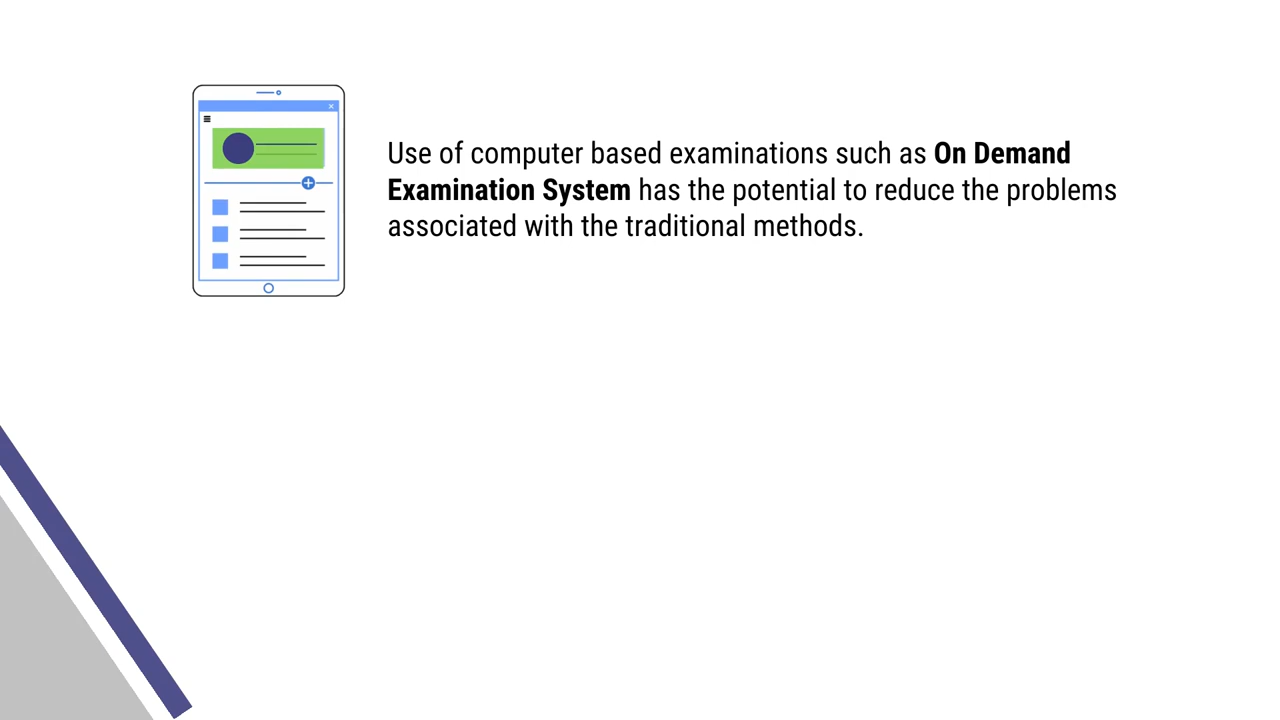 Use of computer based examinations such as On Demand
Examination System has the potential to reduce the problems
associated with the traditional methods.